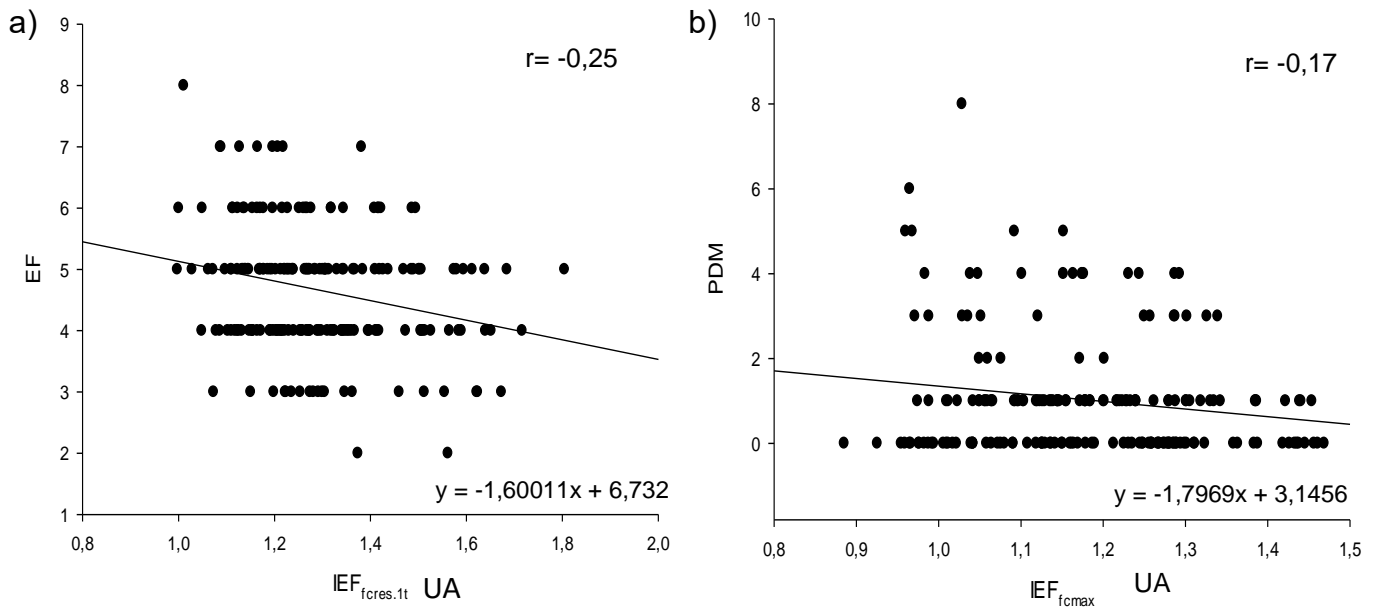 a)
r= -0,25
9
8
7
6
5
4
3
2
1
EF
y = -1,60011x + 6,732
0,8 1,0 1,2 1,4 1,6 1,8 2,0
IEFfcres.1t UA
b)
r= -0,17
10
8
6
4
2
0
PDM
y = -1,7969x + 3,1456
0,8 0,9 1,0 1,1 1,2 1,3 1,4 1,5
IEFfcmax UA